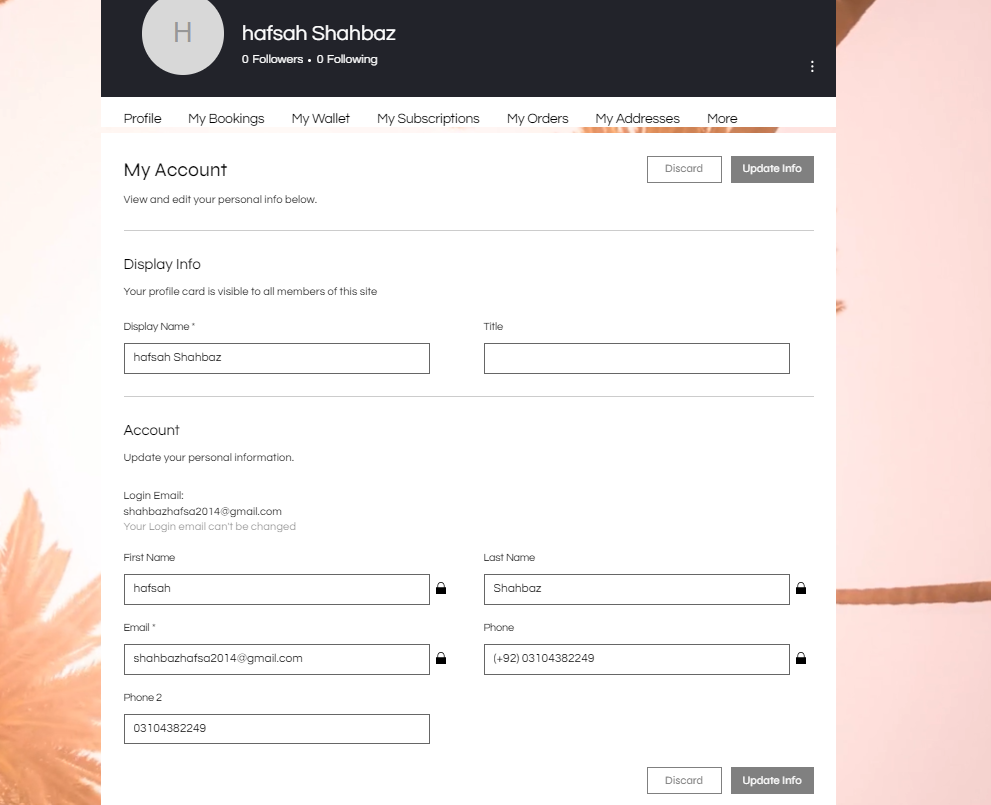 H
hafsah Shahbaz
0 Followers • 0 Following
Profile My Bookings My Wallet My Subscriptions My Orders My Addresses More
My Account
Discard Update Info
View and edit your personal info below.
Display Info
Your profile card is visible to all members of this site
Display Name * Title
hafsah Shahbaz
Account
Update your personal information.
Login Email:
shahbazhafsa2014@gmail.com
Your Login email can't be changed
First Name Last Name
hafsah Shahbaz
Email * Phone
shahbazhafsa2014@gmail.com (+92) 03104382249
Phone 2
03104382249
Discard Update Info